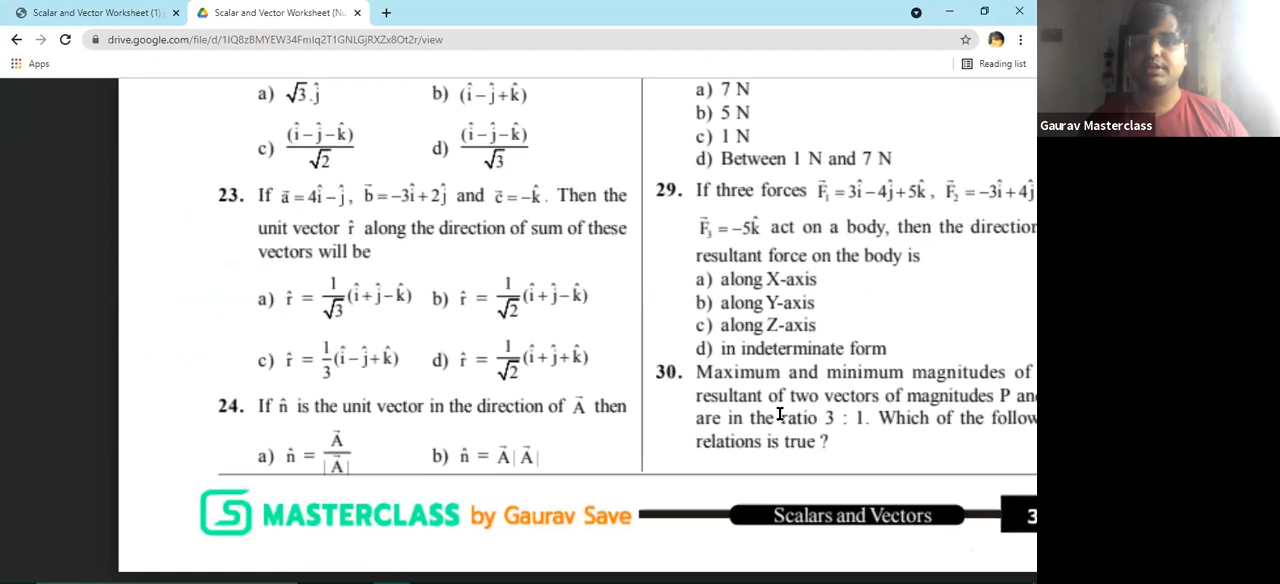 Scalar and Vector Worksheet (1)
Scalar and Vector Worksheet (Nu
drive.google.com/file/d/1IQ8zBMYEW34FmIq2T1GNLGjRXZx8Ot2r/view
Apps
Reading list
a) √3.ĵ b) (î−ĵ+k̂)
c) (î−ĵ−k̂)/√2 d) (î−ĵ−k̂)/√3
23. If a⃗ = 4î−ĵ, b⃗ = −3î+2ĵ and c⃗ = −k̂. Then the
unit vector r̂ along the direction of sum of these
vectors will be
a) r̂ = 1/√3(î+ĵ−k̂) b) r̂ = 1/√2(î+ĵ−k̂)
c) r̂ = 1/3(î−ĵ+k̂) d) r̂ = 1/√2(î+ĵ+k̂)
24. If n̂ is the unit vector in the direction of A⃗ then
a) n̂ = A⃗/|A⃗| b) n̂ = A⃗|A⃗|
a) 7 N
b) 5 N
c) 1 N
d) Between 1 N and 7 N
29. If three forces F⃗₁ = 3î−4ĵ+5k̂, F⃗₂ = −3î+4ĵ
F⃗₃ = −5k̂ act on a body, then the direction
resultant force on the body is
a) along X-axis
b) along Y-axis
c) along Z-axis
d) in indeterminate form
30. Maximum and minimum magnitudes of
resultant of two vectors of magnitudes P an
are in the ratio 3 : 1. Which of the follow
relations is true ?
MASTERCLASS by Gaurav Save
Scalars and Vectors
3
Gaurav Masterclass